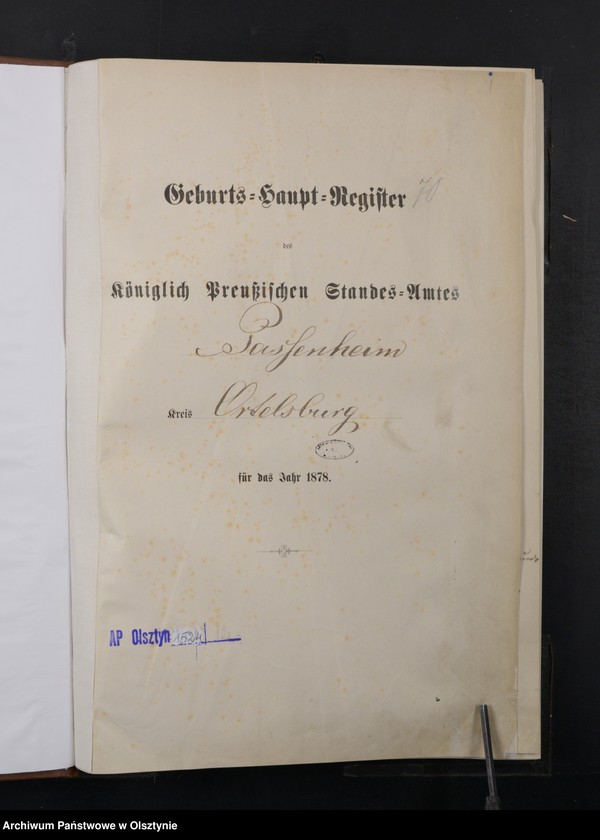 Geburts=Haupt=Register 70
des
Königlich Preußischen Standes=Amtes
Passenheim
Kreis Ortelsburg
für das Jahr 1878.
AP Olsztyn
Archiwum Państwowe w Olsztynie